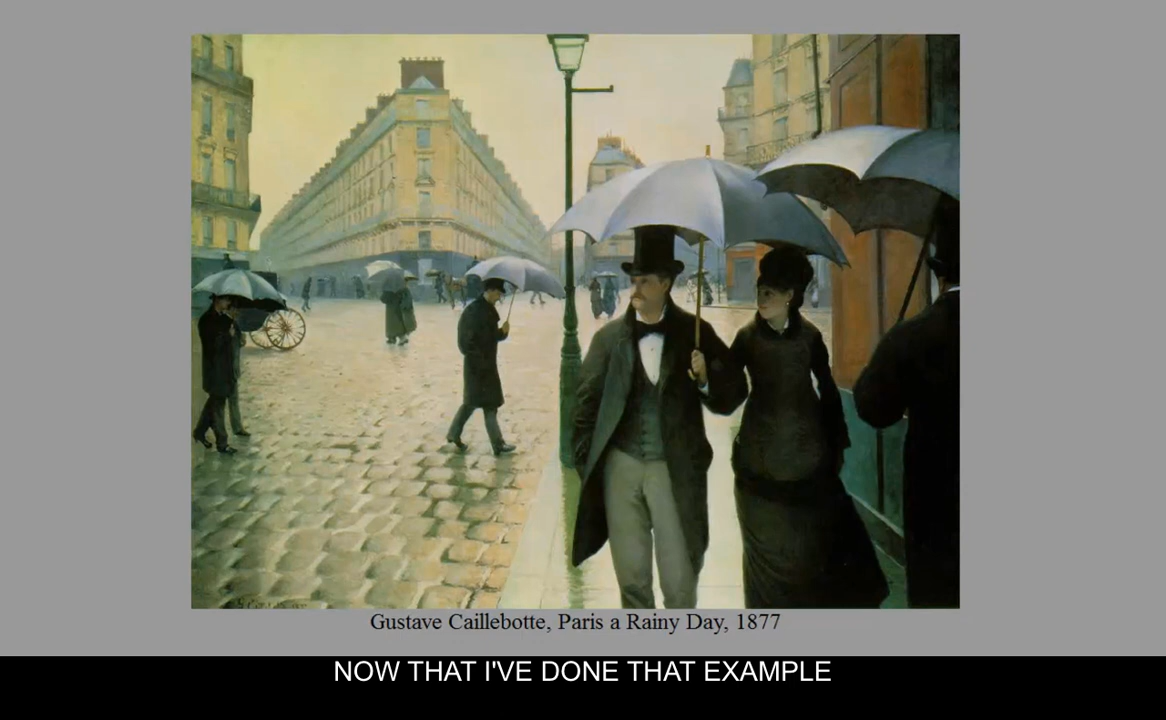 Gustave Caillebotte, Paris a Rainy Day, 1877
NOW THAT I'VE DONE THAT EXAMPLE